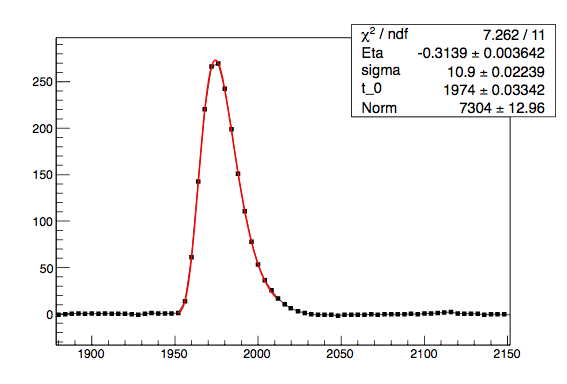 χ² / ndf 7.262 / 11
Eta -0.3139 ± 0.003642
sigma 10.9 ± 0.02239
t_0 1974 ± 0.03342
Norm 7304 ± 12.96
250
200
150
100
50
0
1900 1950 2000 2050 2100 2150